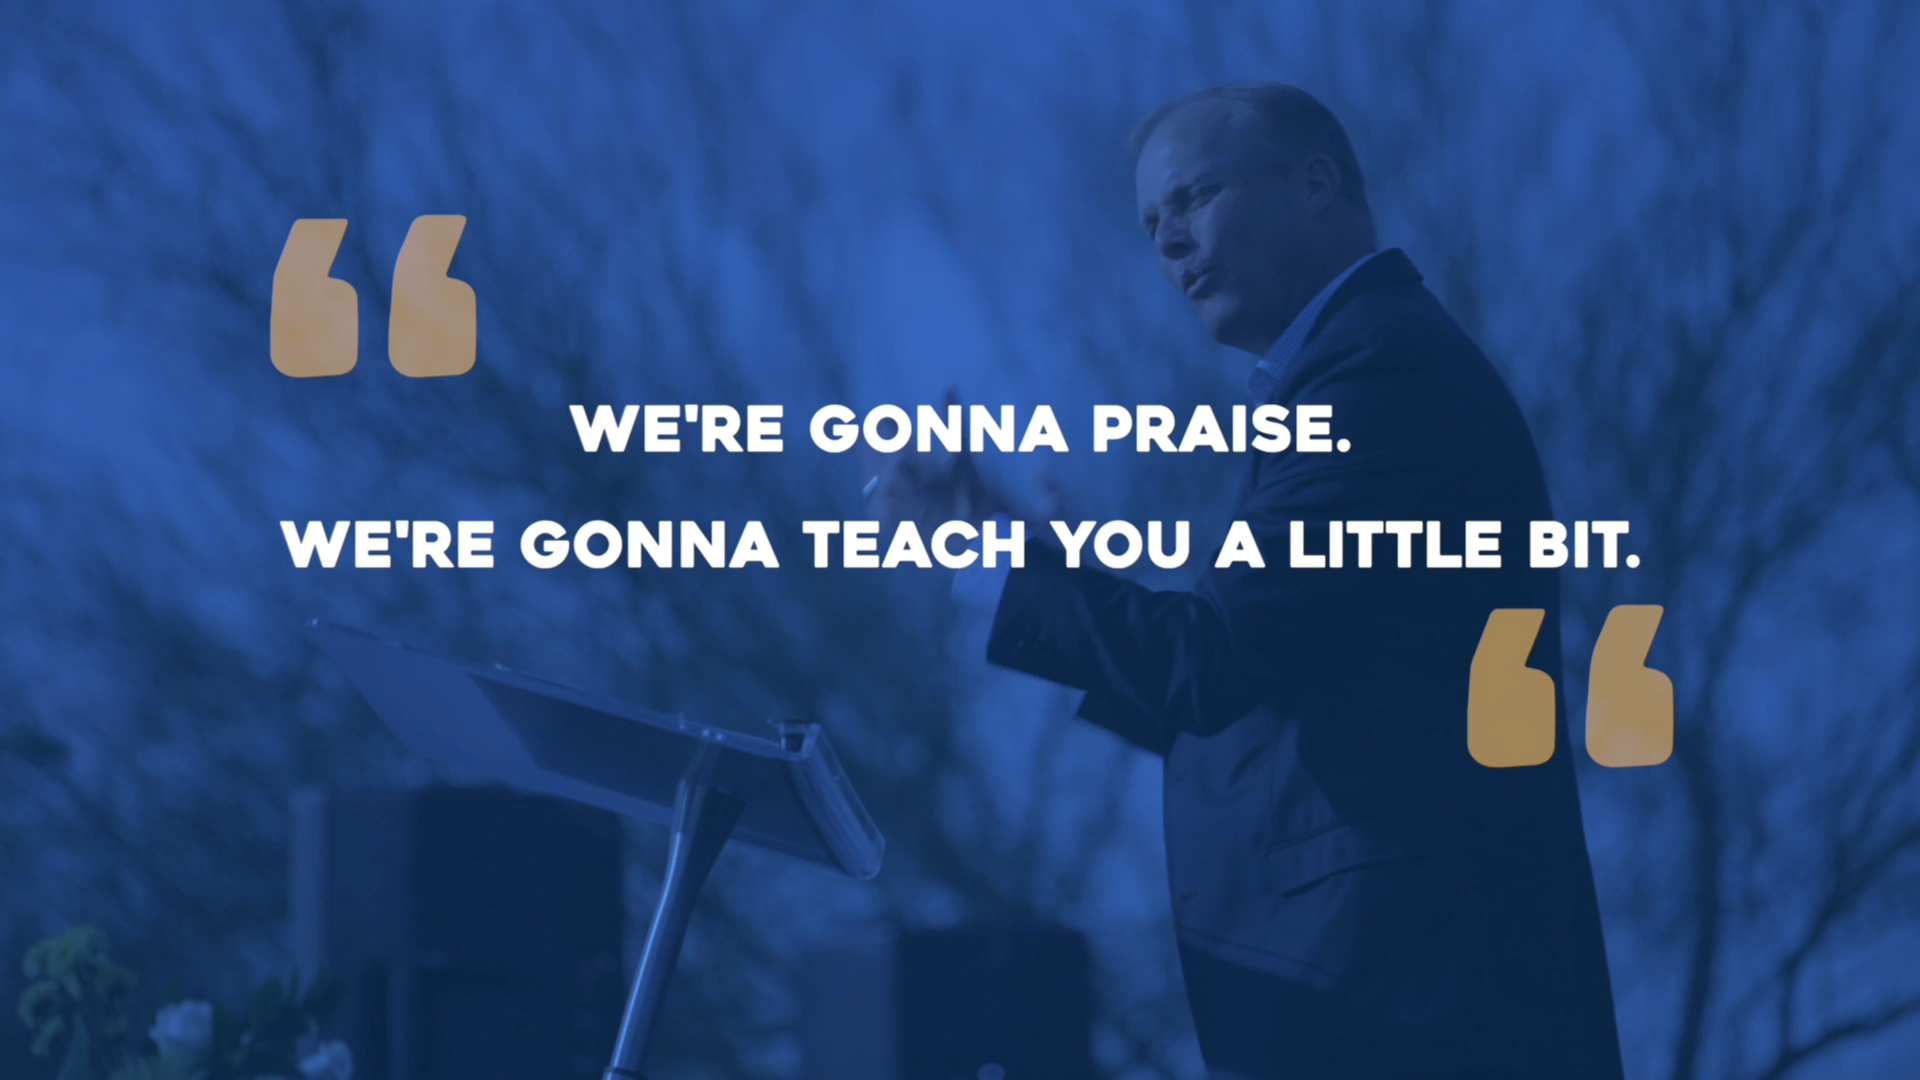 “
WE'RE GONNA PRAISE.
WE'RE GONNA TEACH YOU A LITTLE BIT.
“